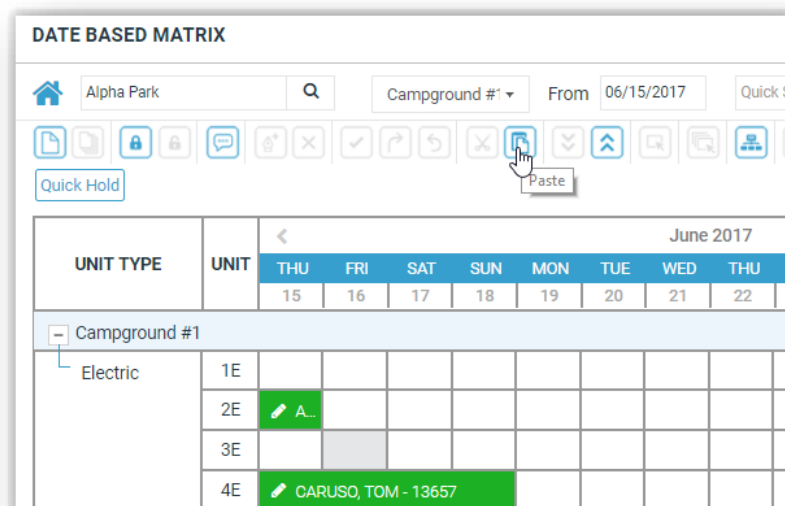 DATE BASED MATRIX
Alpha Park Campground #1 From 06/15/2017 Quick
Paste
Quick Hold
UNIT TYPE UNIT June 2017
THU FRI SAT SUN MON TUE WED THU
15 16 17 18 19 20 21 22
Campground #1
Electric 1E
2E A...
3E
4E CARUSO, TOM - 13657